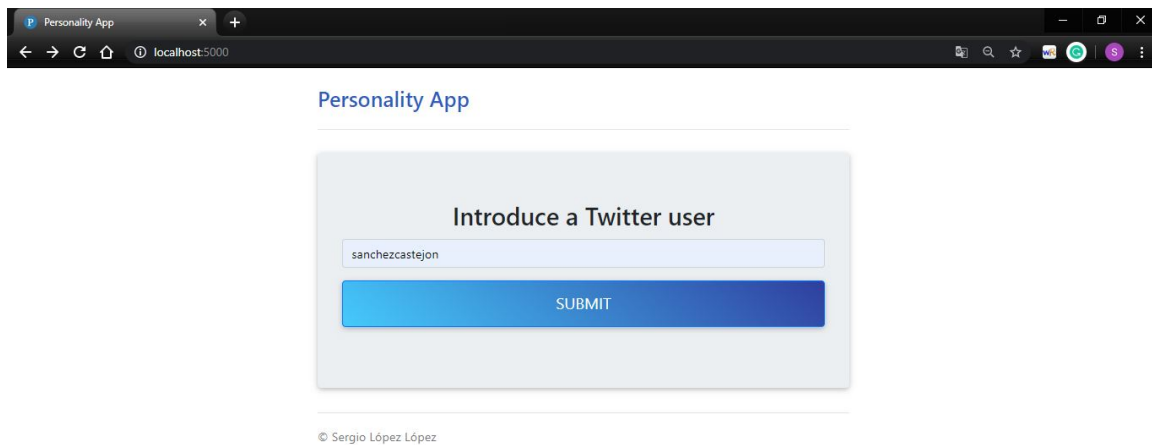 Personality App
localhost:5000
Personality App
Introduce a Twitter user
sanchezcastejon
SUBMIT
© Sergio López López